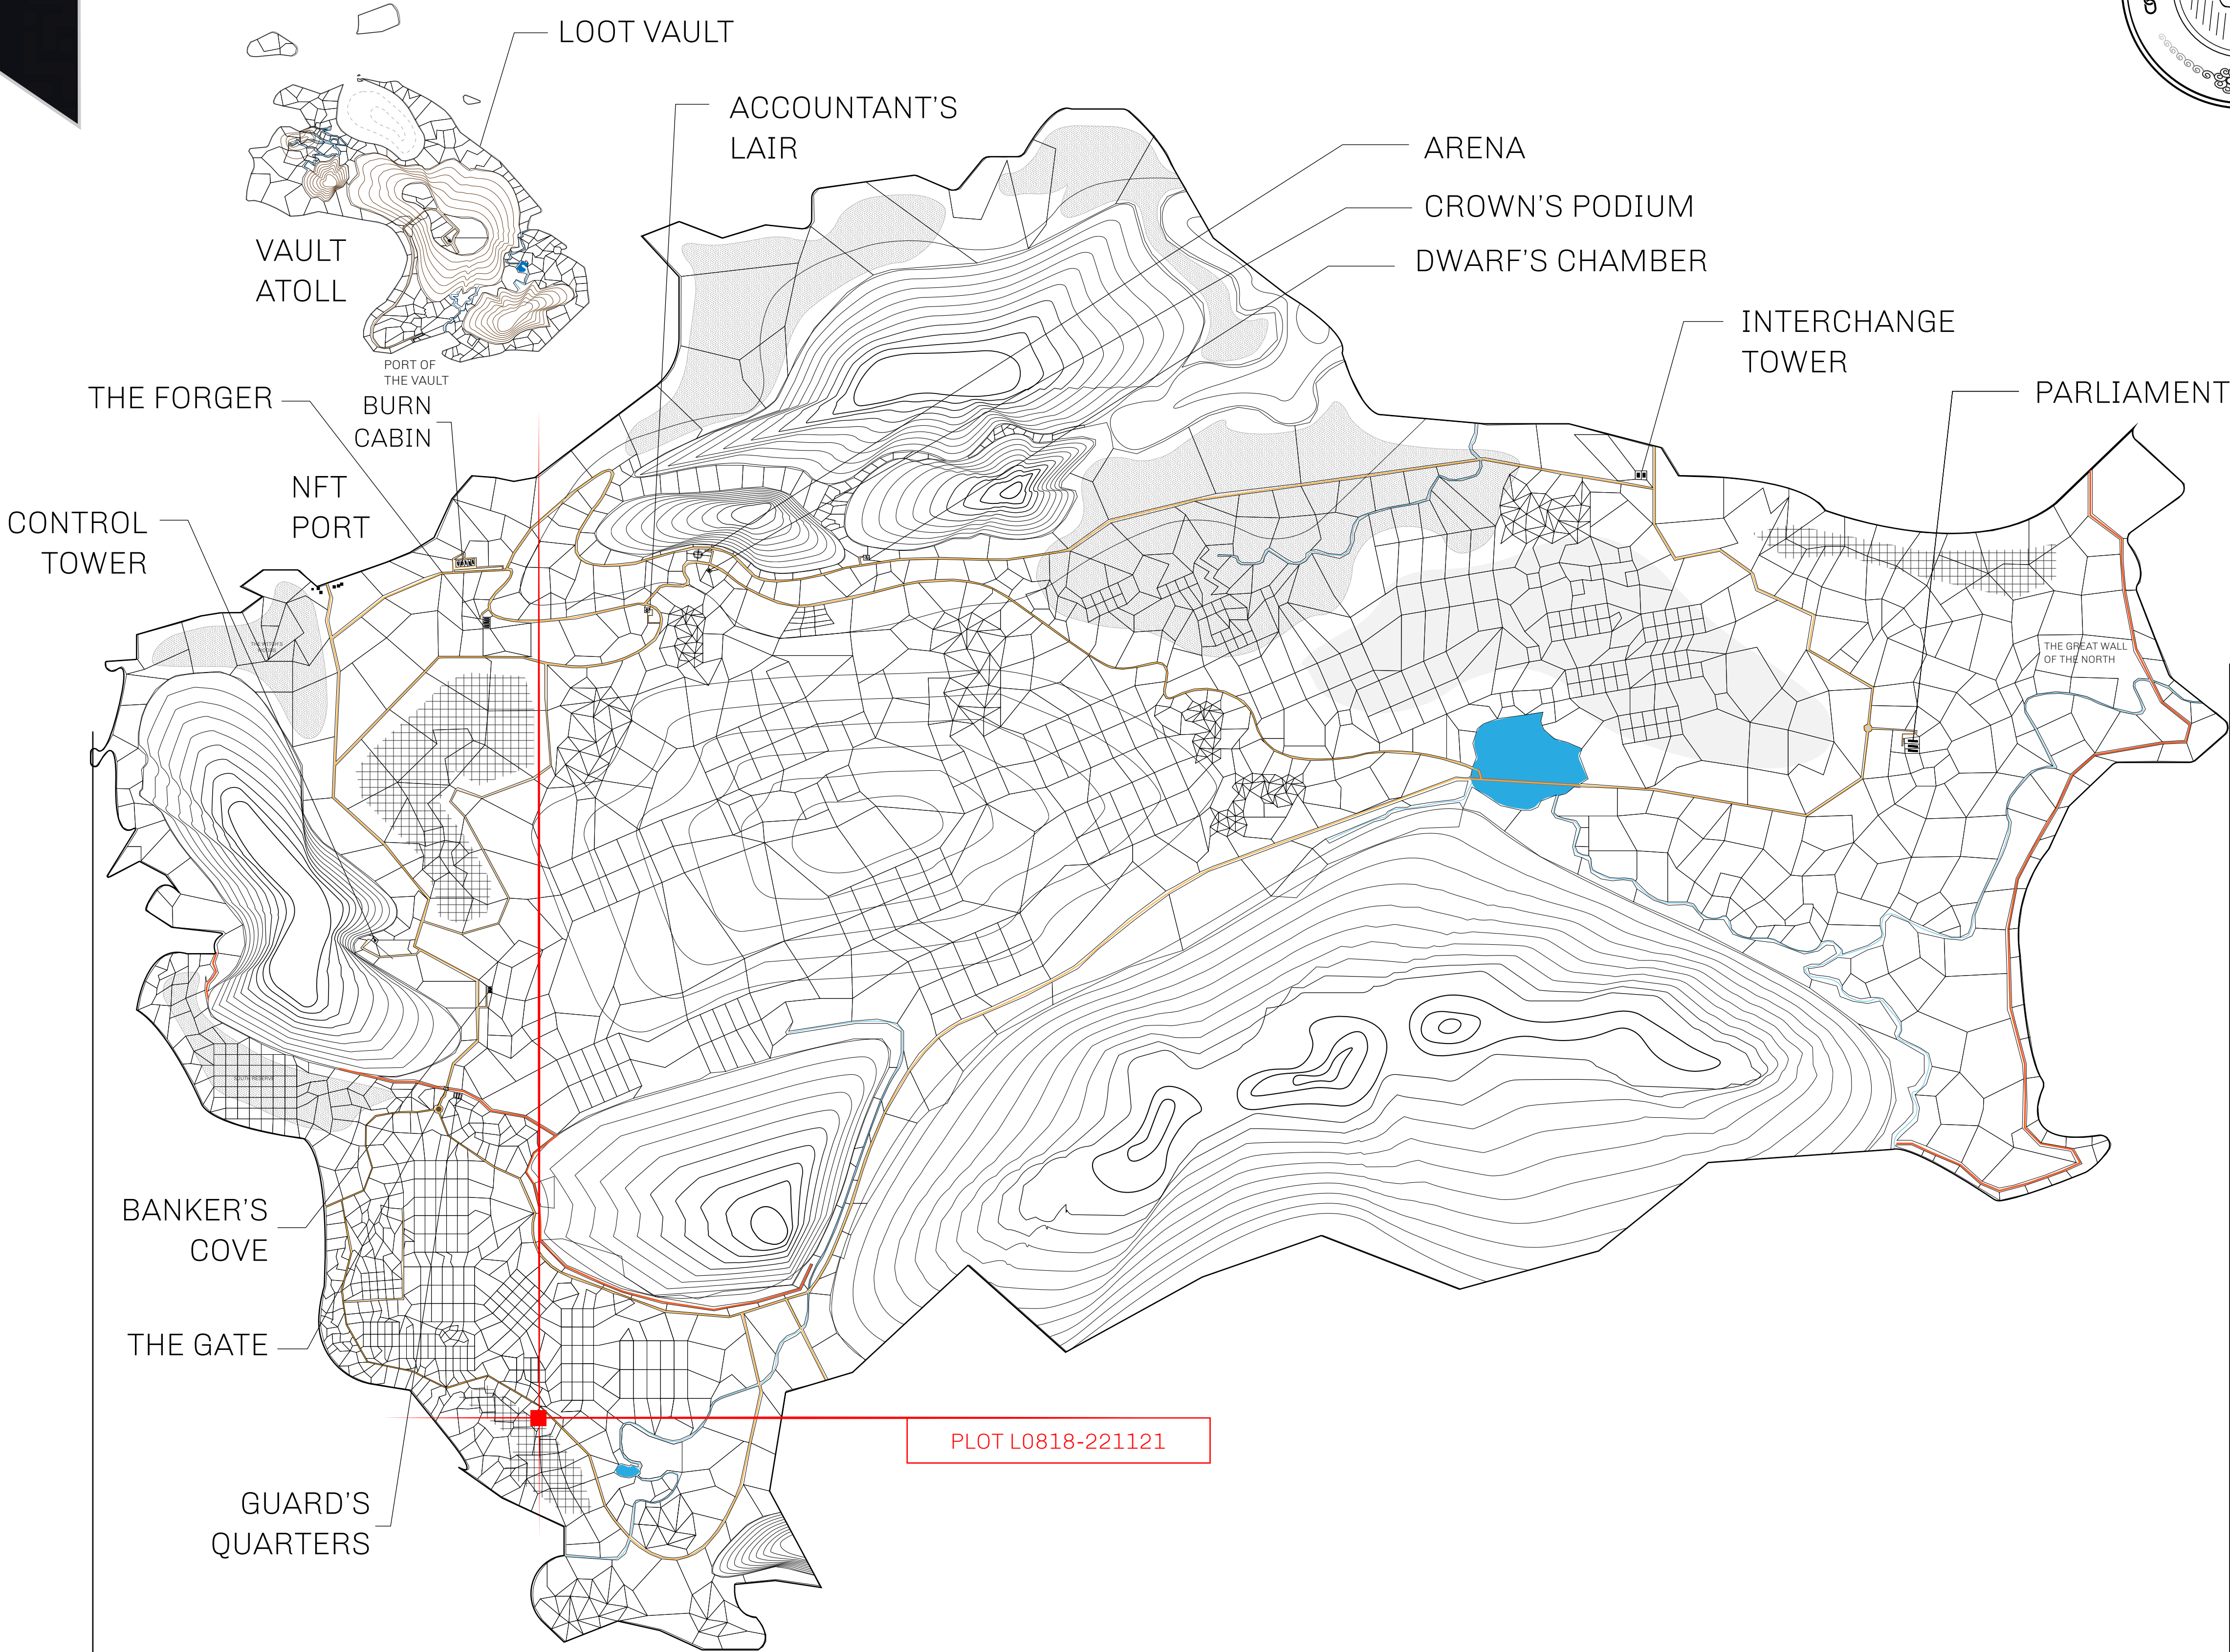 LOOT VAULT
ACCOUNTANT'S
LAIR
ARENA
CROWN'S PODIUM
DWARF'S CHAMBER
VAULT
ATOLL
INTERCHANGE
TOWER
PORT OF
THE VAULT
THE FORGER
PARLIAMENT
BURN
CABIN
NFT
PORT
CONTROL
TOWER
THE GREAT WALL
OF THE NORTH
SOUTH RESERVE
BANKER'S
COVE
THE GATE
PLOT L0818-221121
GUARD'S
QUARTERS